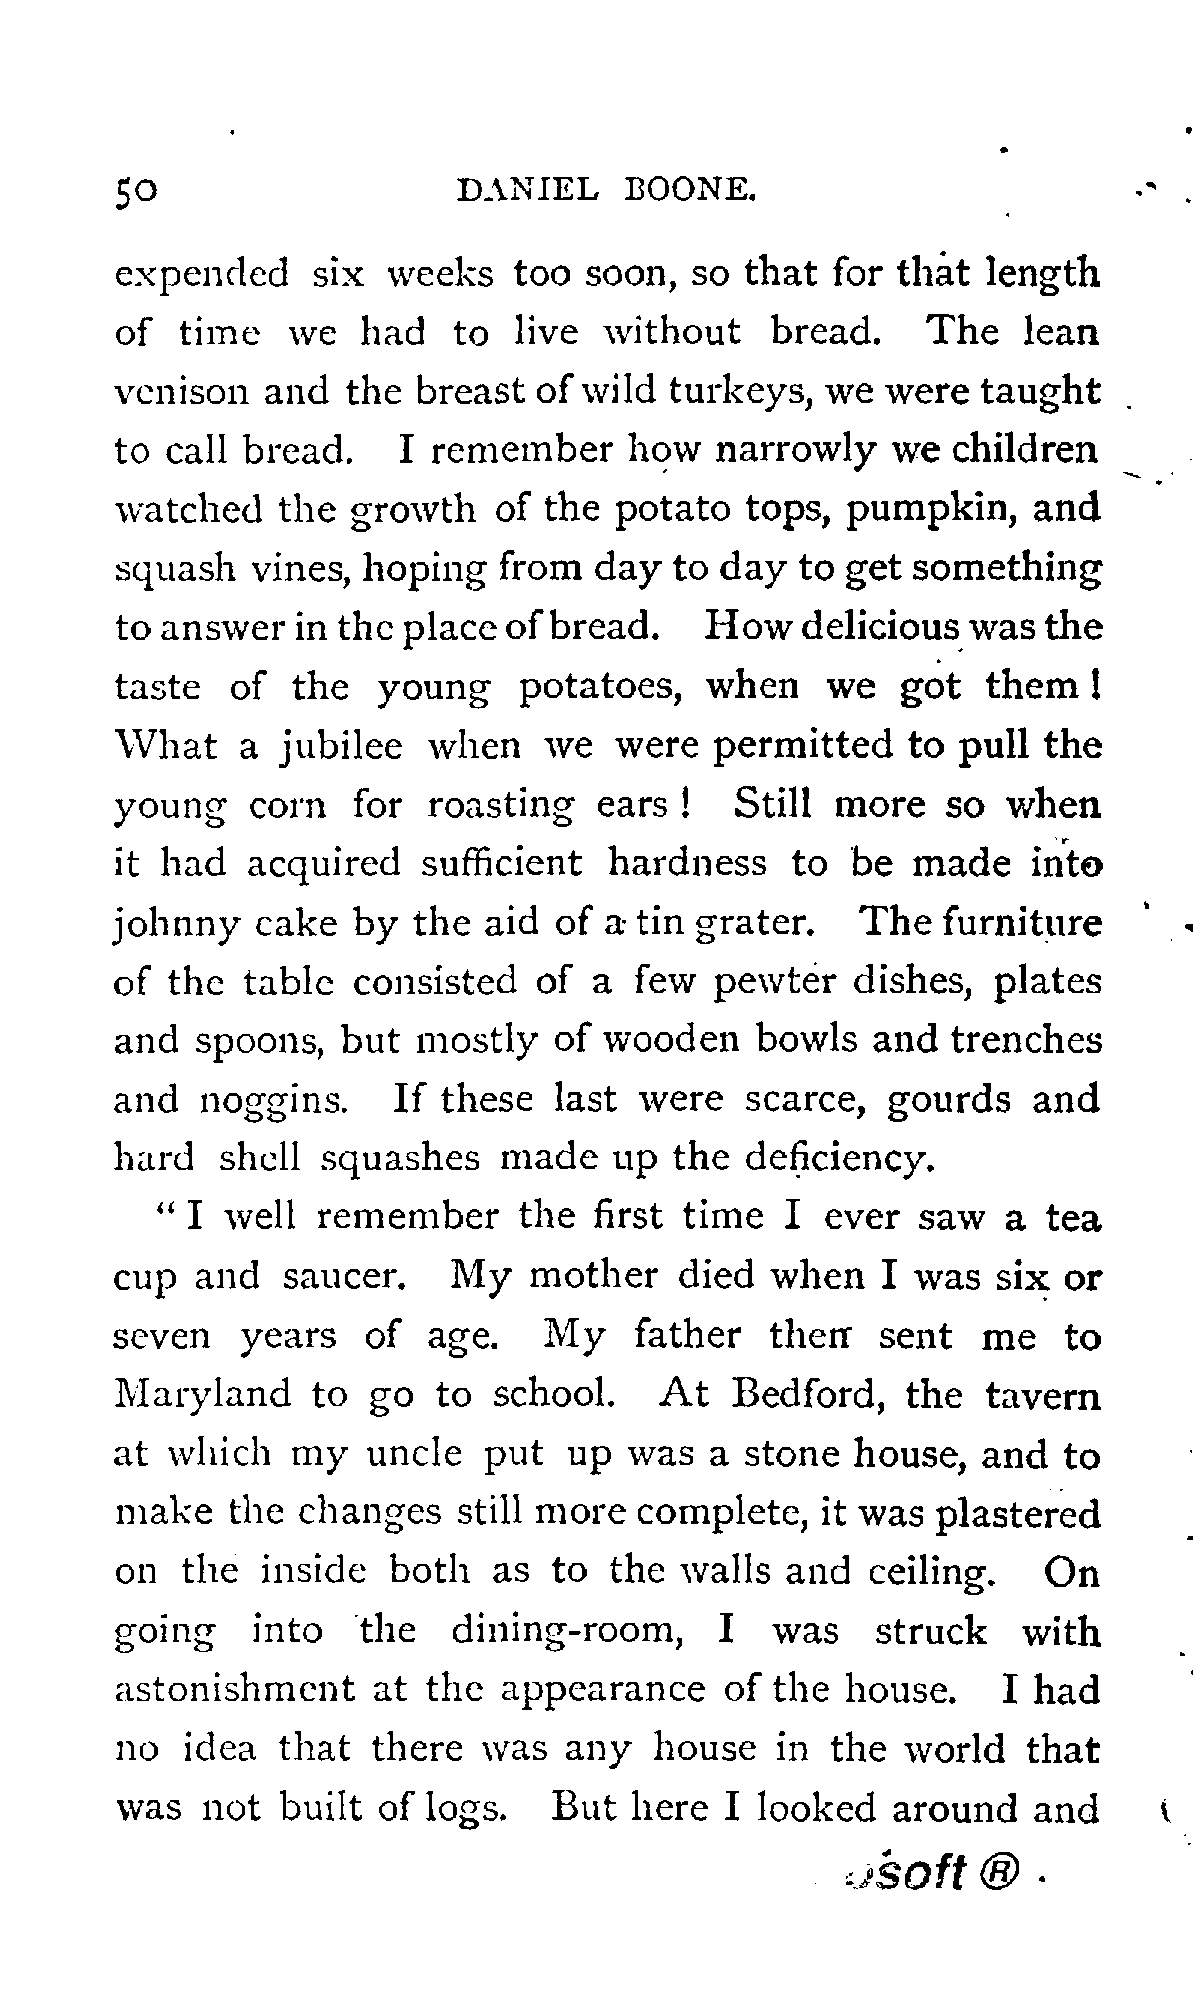 50 DANIEL BOONE.
expended six weeks too soon, so that for that length
of time we had to live without bread. The lean
venison and the breast of wild turkeys, we were taught
to call bread. I remember how narrowly we children
watched the growth of the potato tops, pumpkin, and
squash vines, hoping from day to day to get something
to answer in the place of bread. How delicious was the
taste of the young potatoes, when we got them!
What a jubilee when we were permitted to pull the
young corn for roasting ears! Still more so when
it had acquired sufficient hardness to be made into
johnny cake by the aid of a tin grater. The furniture
of the table consisted of a few pewter dishes, plates
and spoons, but mostly of wooden bowls and trenches
and noggins. If these last were scarce, gourds and
hard shell squashes made up the deficiency.
"I well remember the first time I ever saw a tea
cup and saucer. My mother died when I was six or
seven years of age. My father then sent me to
Maryland to go to school. At Bedford, the tavern
at which my uncle put up was a stone house, and to
make the changes still more complete, it was plastered
on the inside both as to the walls and ceiling. On
going into the dining-room, I was struck with
astonishment at the appearance of the house. I had
no idea that there was any house in the world that
was not built of logs. But here I looked around and
soft ®